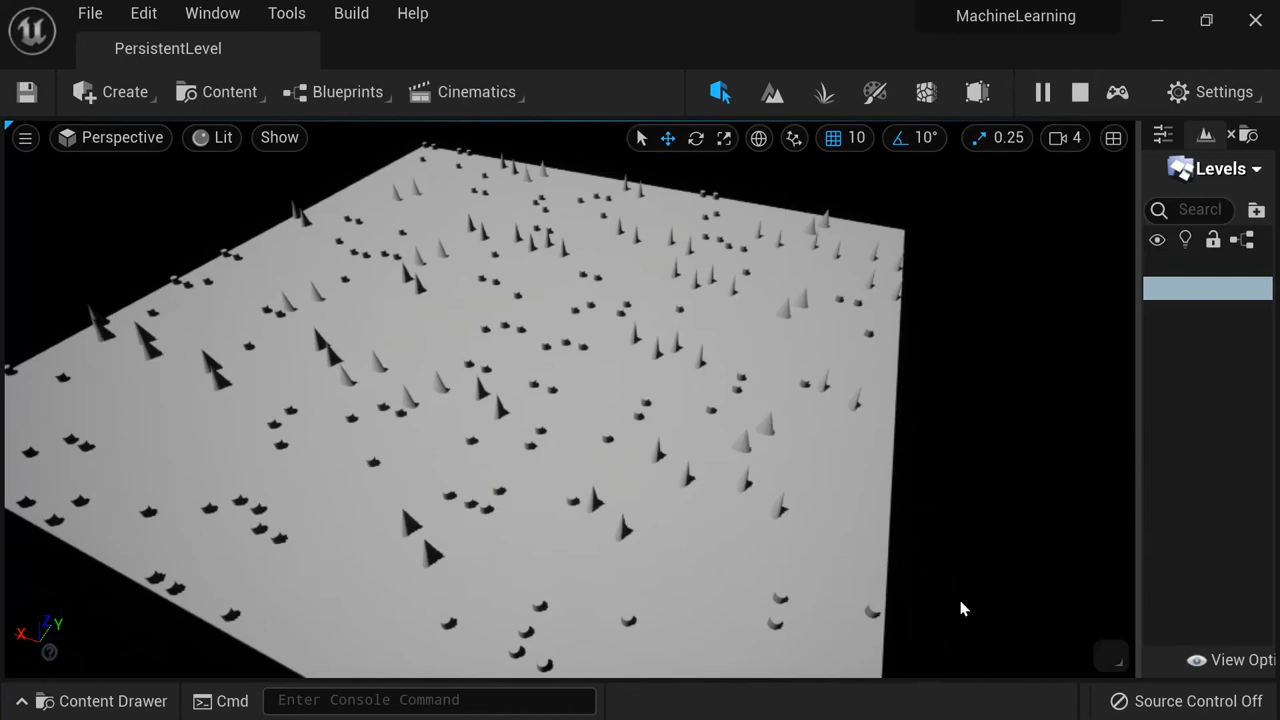 File Edit Window Tools Build Help MachineLearning
PersistentLevel
Create Content Blueprints Cinematics Settings
Perspective Lit Show 10 10° 0.25 4
Levels
Searcl
X Z Y
Content Drawer Cmd Enter Console Command Source Control Off
View Opti